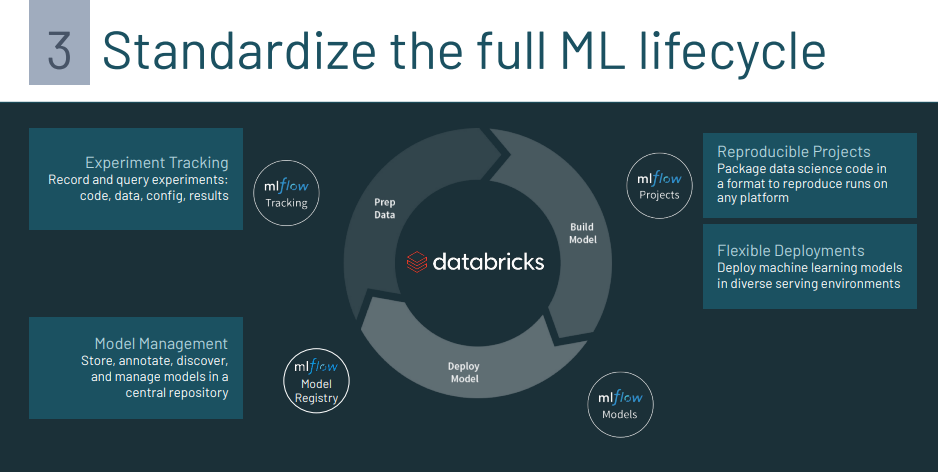 3 Standardize the full ML lifecycle
Experiment Tracking
Record and query experiments:
code, data, config, results
mlflow
Tracking
Prep
Data
Build
Model
databricks
mlflow
Projects
Reproducible Projects
Package data science code in
a format to reproduce runs on
any platform
Flexible Deployments
Deploy machine learning models
in diverse serving environments
Model Management
Store, annotate, discover,
and manage models in a
central repository
mlflow
Model
Registry
Deploy
Model
mlflow
Models